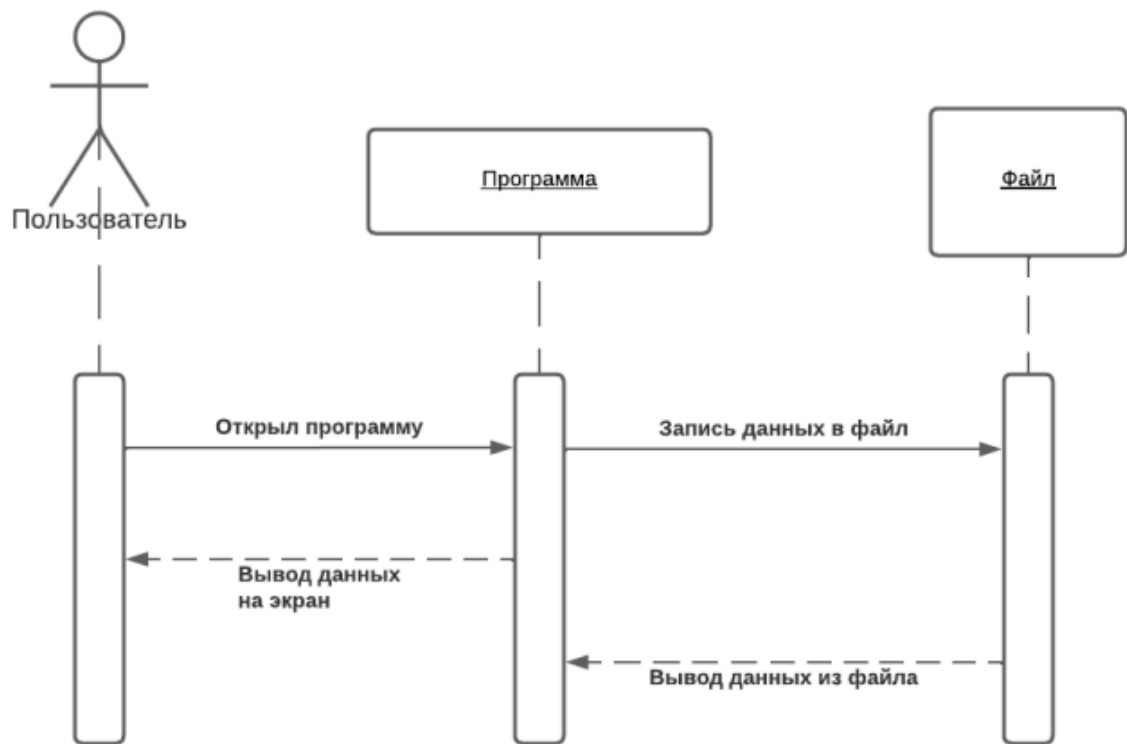 Программа
Файл
Пользователь
Открыл программу
Запись данных в файл
Вывод данных
на экран
Вывод данных из файла